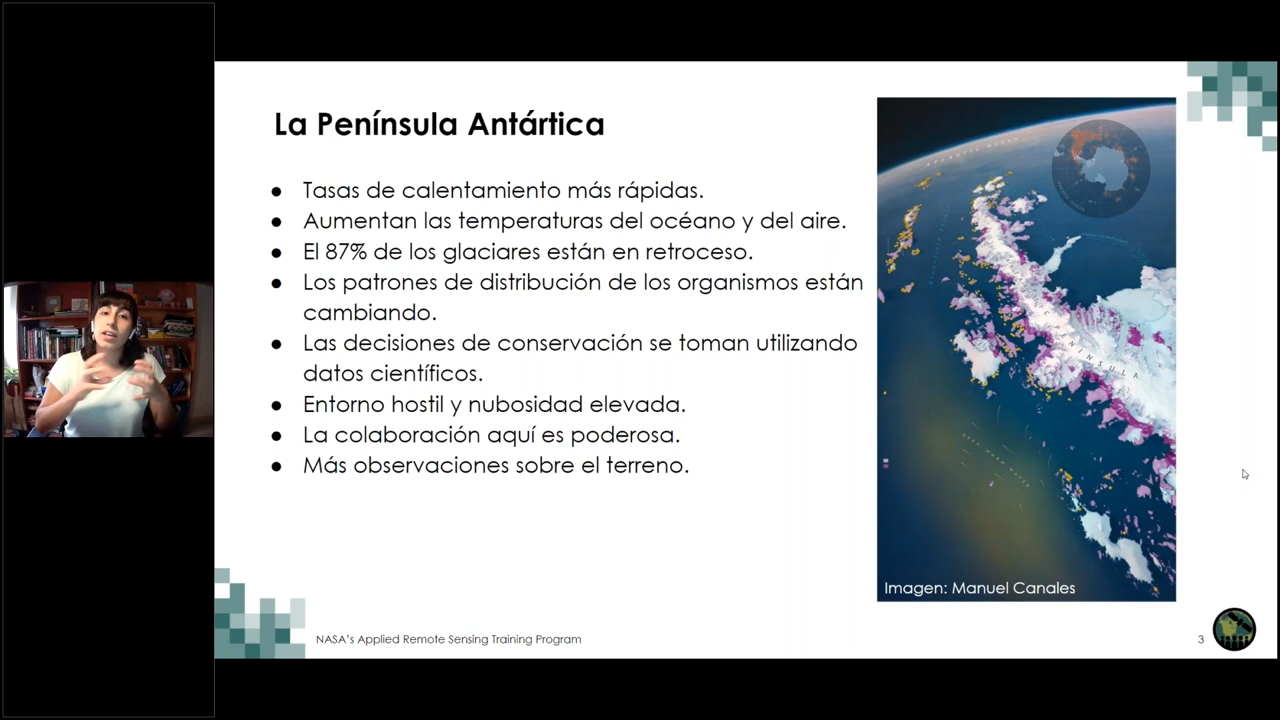 La Península Antártica
● Tasas de calentamiento más rápidas.
● Aumentan las temperaturas del océano y del aire.
● El 87% de los glaciares están en retroceso.
● Los patrones de distribución de los organismos están
cambiando.
● Las decisiones de conservación se toman utilizando
datos científicos.
● Entorno hostil y nubosidad elevada.
● La colaboración aquí es poderosa.
● Más observaciones sobre el terreno.
PENINSULA
Imagen: Manuel Canales
NASA's Applied Remote Sensing Training Program
3